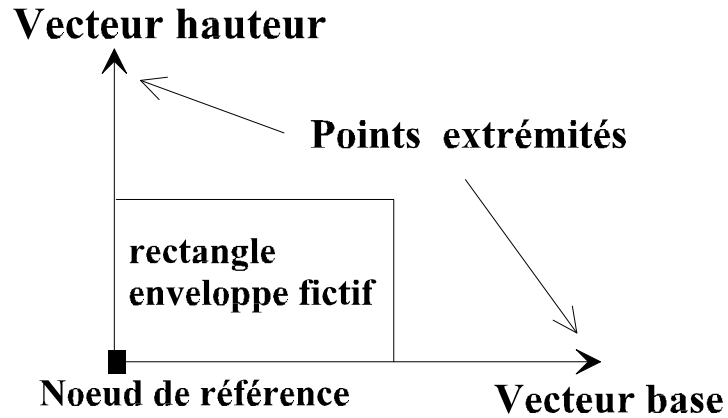 Vecteur hauteur
Points extrémités
rectangle
enveloppe fictif
Noeud de référence
Vecteur base